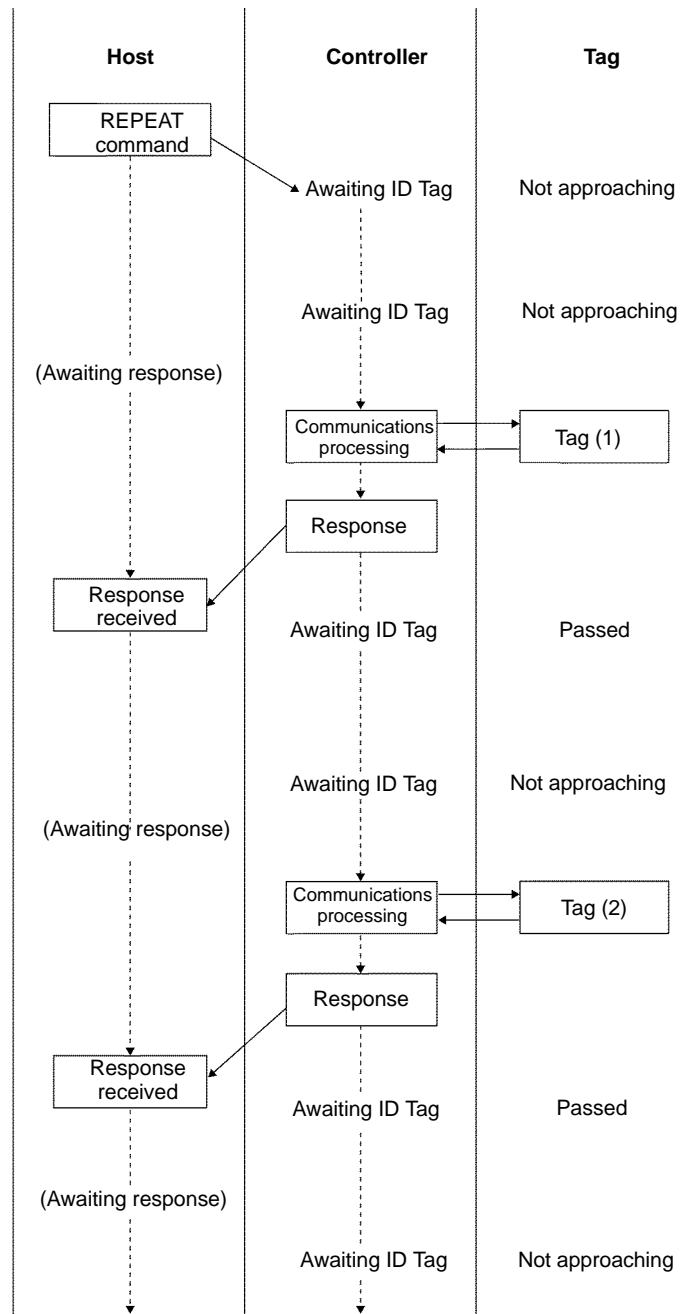 Host Controller Tag
REPEAT
command
Awaiting ID Tag Not approaching
Awaiting ID Tag Not approaching
(Awaiting response)
Communications
processing
Tag (1)
Response
Response
received
Awaiting ID Tag Passed
Awaiting ID Tag Not approaching
(Awaiting response)
Communications
processing
Tag (2)
Response
Response
received
Awaiting ID Tag Passed
(Awaiting response)
Awaiting ID Tag Not approaching